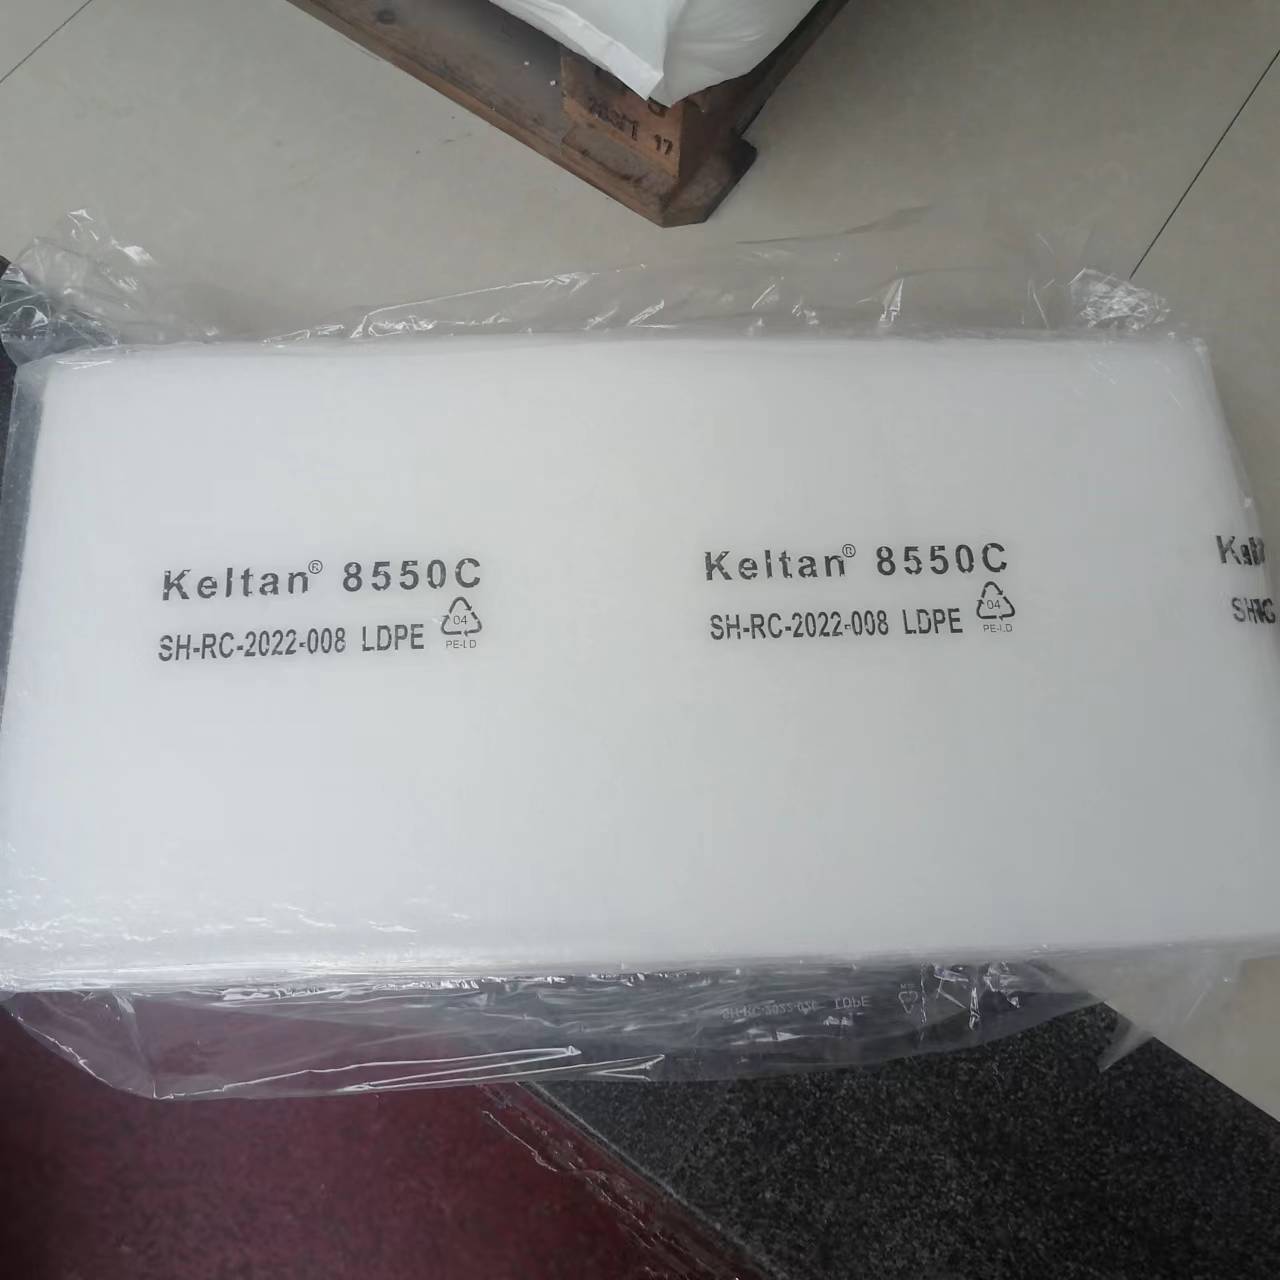 17
Keltan® 8550C
SH-RC-2022-008 LDPE
04
PE-LD
Keltan® 8550C
SH-RC-2022-008 LDPE
04
PE-LD